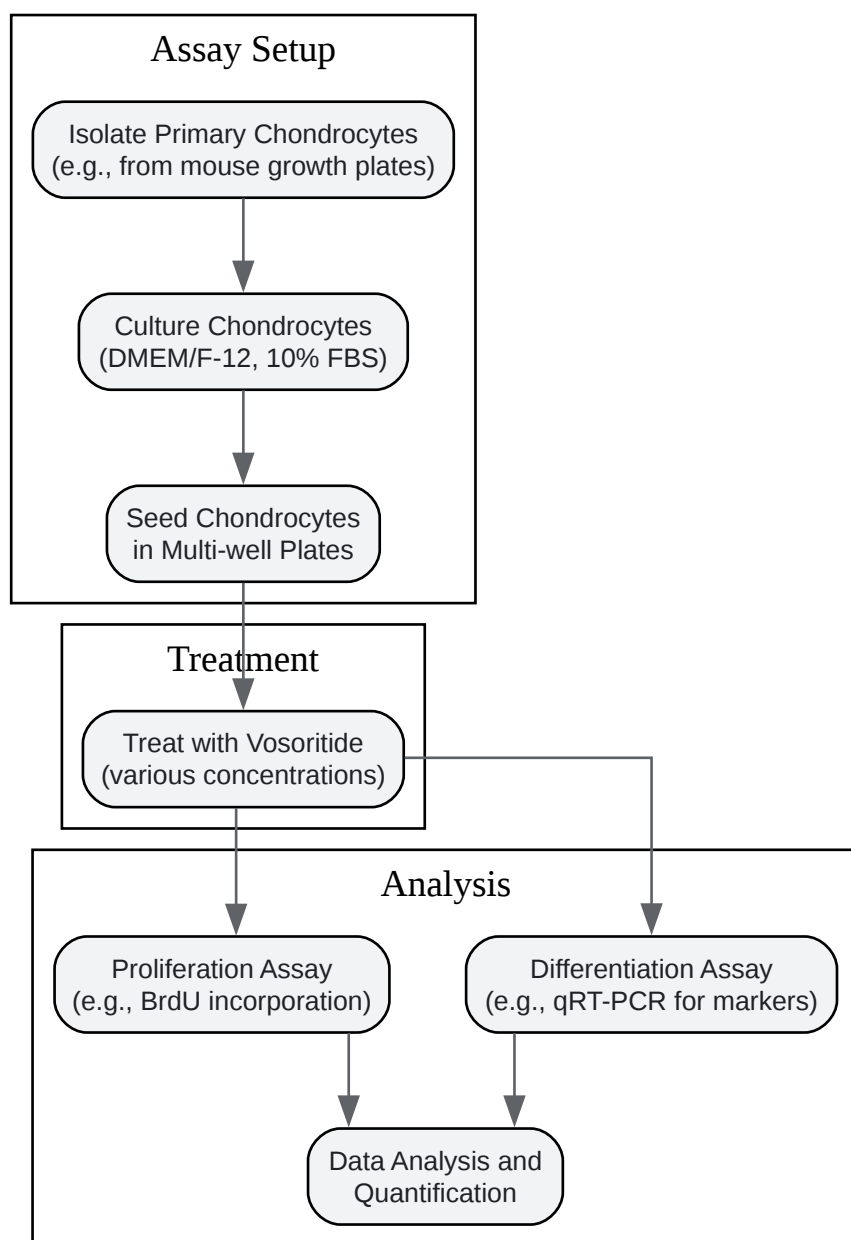 Assay Setup
Isolate Primary Chondrocytes
(e.g., from mouse growth plates)
Culture Chondrocytes
(DMEM/F-12, 10% FBS)
Seed Chondrocytes
in Multi-well Plates
Treatment
Treat with Vosoritide
(various concentrations)
Analysis
Proliferation Assay
(e.g., BrdU incorporation)
Differentiation Assay
(e.g., qRT-PCR for markers)
Data Analysis and
Quantification